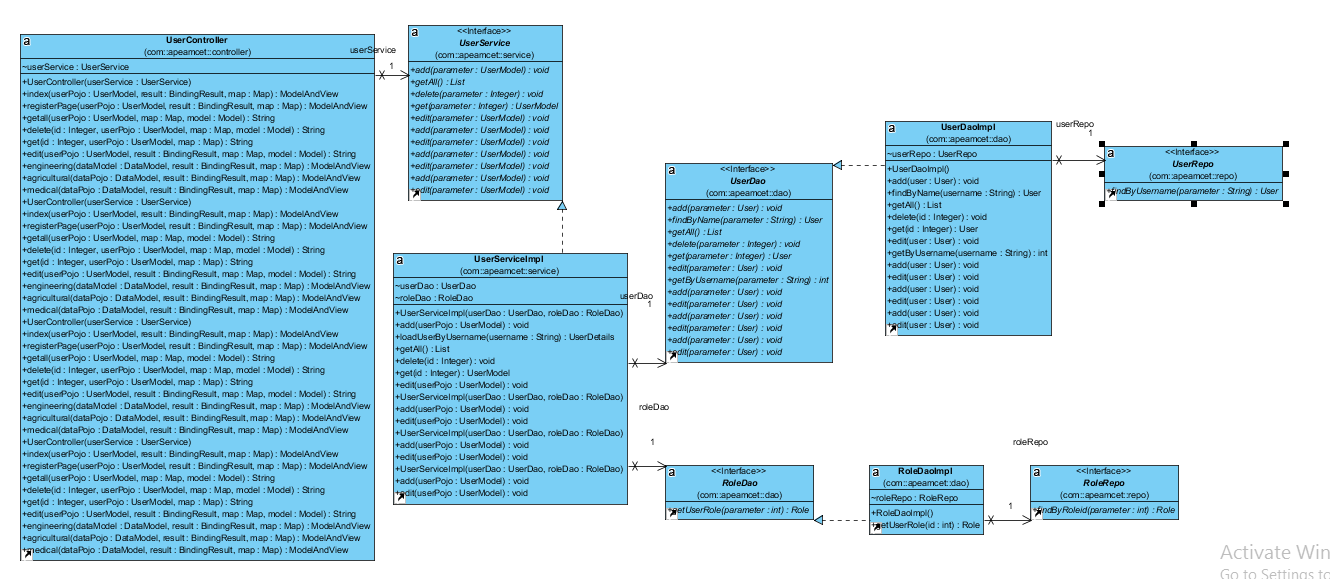 a
UserController
(com::apeamcet::controller)
~userService : UserService
+UserController(userService : UserService)
+index(userPojo : UserModel, result : BindingResult, map : Map) : ModelAndView
+registerPage(userPojo : UserModel, result : BindingResult, map : Map) : ModelAndView
+getall(userPojo : UserModel, map : Map, model : Model) : String
+delete(id : Integer, userPojo : UserModel, map : Map, model : Model) : String
+get(id : Integer, userPojo : UserModel, map : Map) : String
+edit(userPojo : UserModel, result : BindingResult, map : Map, model : Model) : String
+engineering(dataModel : DataModel, result : BindingResult, map : Map) : ModelAndView
+agricultural(dataPojo : DataModel, result : BindingResult, map : Map) : ModelAndView
+medical(dataPojo : DataModel, result : BindingResult, map : Map) : ModelAndView
+UserController(userService : UserService)
+index(userPojo : UserModel, result : BindingResult, map : Map) : ModelAndView
+registerPage(userPojo : UserModel, result : BindingResult, map : Map) : ModelAndView
+getall(userPojo : UserModel, map : Map, model : Model) : String
+delete(id : Integer, userPojo : UserModel, map : Map, model : Model) : String
+get(id : Integer, userPojo : UserModel, map : Map) : String
+edit(userPojo : UserModel, result : BindingResult, map : Map, model : Model) : String
+engineering(dataModel : DataModel, result : BindingResult, map : Map) : ModelAndView
+agricultural(dataPojo : DataModel, result : BindingResult, map : Map) : ModelAndView
+medical(dataPojo : DataModel, result : BindingResult, map : Map) : ModelAndView
+UserController(userService : UserService)
+index(userPojo : UserModel, result : BindingResult, map : Map) : ModelAndView
+registerPage(userPojo : UserModel, result : BindingResult, map : Map) : ModelAndView
+getall(userPojo : UserModel, map : Map, model : Model) : String
+delete(id : Integer, userPojo : UserModel, map : Map, model : Model) : String
+get(id : Integer, userPojo : UserModel, map : Map) : String
+edit(userPojo : UserModel, result : BindingResult, map : Map, model : Model) : String
+engineering(dataModel : DataModel, result : BindingResult, map : Map) : ModelAndView
+agricultural(dataPojo : DataModel, result : BindingResult, map : Map) : ModelAndView
+medical(dataPojo : DataModel, result : BindingResult, map : Map) : ModelAndView
+UserController(userService : UserService)
+index(userPojo : UserModel, result : BindingResult, map : Map) : ModelAndView
+registerPage(userPojo : UserModel, result : BindingResult, map : Map) : ModelAndView
+getall(userPojo : UserModel, map : Map, model : Model) : String
+delete(id : Integer, userPojo : UserModel, map : Map, model : Model) : String
+get(id : Integer, userPojo : UserModel, map : Map) : String
+edit(userPojo : UserModel, result : BindingResult, map : Map, model : Model) : String
+engineering(dataModel : DataModel, result : BindingResult, map : Map) : ModelAndView
+agricultural(dataPojo : DataModel, result : BindingResult, map : Map) : ModelAndView
+medical(dataPojo : DataModel, result : BindingResult, map : Map) : ModelAndView
userService
1
a
<<Interface>>
UserService
(com::apeamcet::service)
+add(parameter : UserModel) : void
+getAll() : List
+delete(parameter : Integer) : void
+get(parameter : Integer) : UserModel
+edit(parameter : UserModel) : void
+add(parameter : UserModel) : void
+edit(parameter : UserModel) : void
+add(parameter : UserModel) : void
+edit(parameter : UserModel) : void
+add(parameter : UserModel) : void
+edit(parameter : UserModel) : void
a
UserServiceImpl
(com::apeamcet::service)
~userDao : UserDao
~roleDao : RoleDao
+UserServiceImpl(userDao : UserDao, roleDao : RoleDao)
+add(userPojo : UserModel) : void
+loadUserByUsername(username : String) : UserDetails
+getAll() : List
+delete(id : Integer) : void
+get(id : Integer) : UserModel
+edit(userPojo : UserModel) : void
+UserServiceImpl(userDao : UserDao, roleDao : RoleDao)
+add(userPojo : UserModel) : void
+edit(userPojo : UserModel) : void
+UserServiceImpl(userDao : UserDao, roleDao : RoleDao)
+add(userPojo : UserModel) : void
+edit(userPojo : UserModel) : void
+UserServiceImpl(userDao : UserDao, roleDao : RoleDao)
+add(userPojo : UserModel) : void
+edit(userPojo : UserModel) : void
userDao
1
roleDao
1
a
<<Interface>>
UserDao
(com::apeamcet::dao)
+add(parameter : User) : void
+findByName(parameter : String) : User
+getAll() : List
+delete(parameter : Integer) : void
+get(parameter : Integer) : User
+edit(parameter : User) : void
+getByUsername(parameter : String) : int
+add(parameter : User) : void
+edit(parameter : User) : void
+add(parameter : User) : void
+edit(parameter : User) : void
+add(parameter : User) : void
+edit(parameter : User) : void
a
UserDaoImpl
(com::apeamcet::dao)
~userRepo : UserRepo
+UserDaoImpl()
+add(user : User) : void
+findByName(username : String) : User
+getAll() : List
+delete(id : Integer) : void
+get(id : Integer) : User
+edit(user : User) : void
+getByUsername(username : String) : int
+add(user : User) : void
+edit(user : User) : void
+add(user : User) : void
+edit(user : User) : void
+add(user : User) : void
+edit(user : User) : void
userRepo
1
a
<<Interface>>
UserRepo
(com::apeamcet::repo)
+findByUsername(parameter : String) : User
a
<<Interface>>
RoleDao
(com::apeamcet::dao)
+getUserRole(parameter : int) : Role
a
RoleDaoImpl
(com::apeamcet::dao)
~roleRepo : RoleRepo
+RoleDaoImpl()
+getUserRole(id : int) : Role
roleRepo
1
a
<<Interface>>
RoleRepo
(com::apeamcet::repo)
+findByRoleid(parameter : int) : Role
Activate Win
Go to Settings to